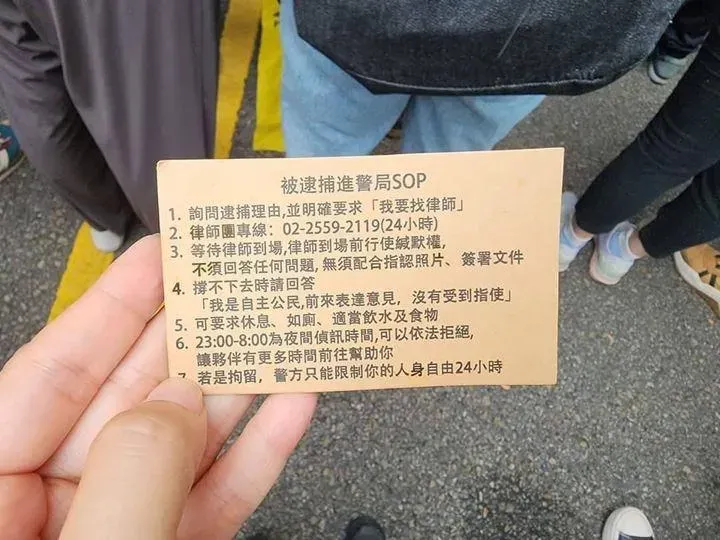 被逮捕進警局SOP
1. 詢問逮捕理由,並明確要求「我要找律師」
2. 律師團專線：02-2559-2119(24小時)
3. 等待律師到場,律師到場前行使緘默權,
不須回答任何問題, 無須配合指認照片、簽署文件
4. 撐不下去時請回答
「我是自主公民,前來表達意見，沒有受到指使」
5. 可要求休息、如廁、適當飲水及食物
6. 23:00-8:00為夜間偵訊時間,可以依法拒絕,
讓夥伴有更多時間前往幫助你
7. 若是拘留，警方只能限制你的人身自由24小時